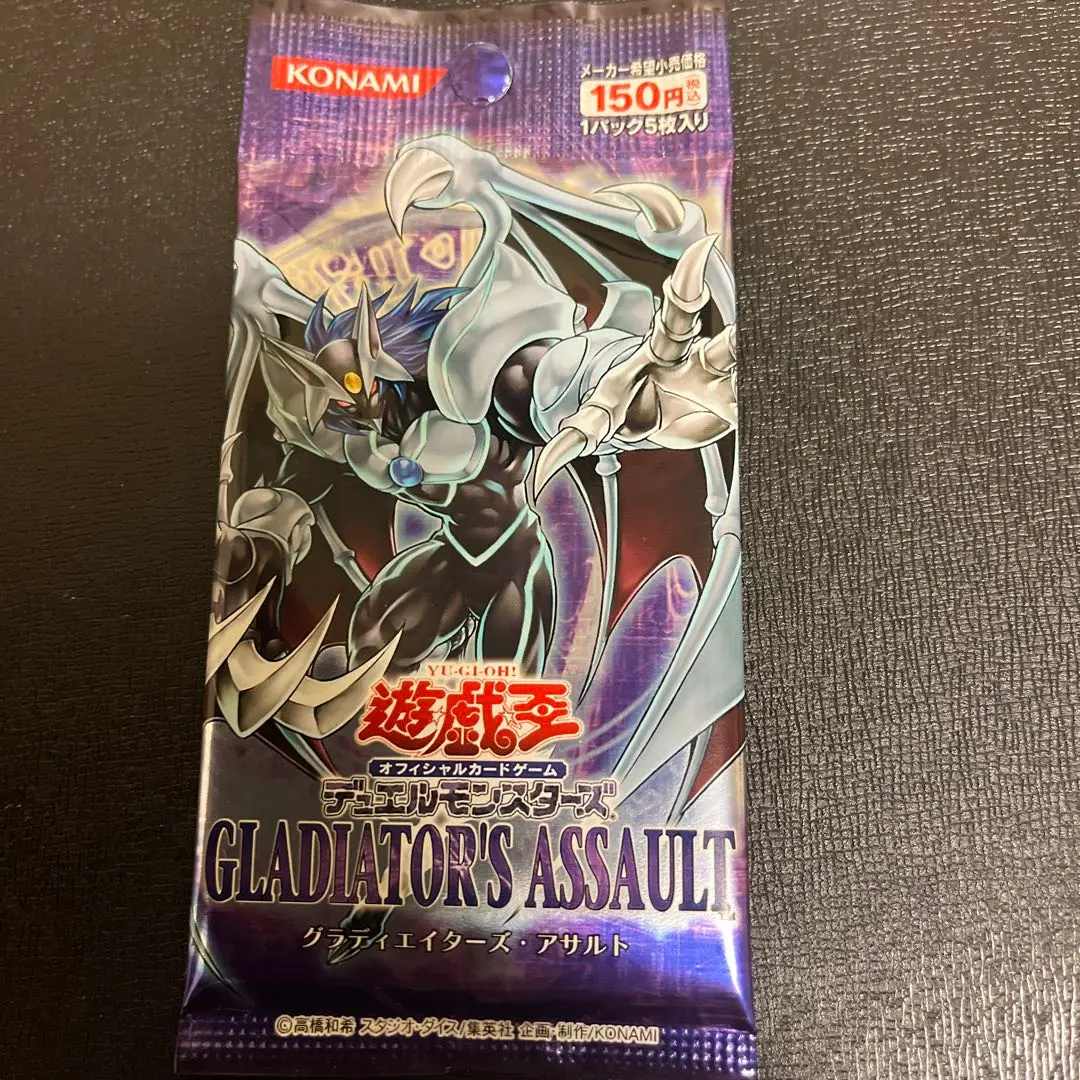 KONAMI
メーカー希望小売価格
150円税込
1パック5枚入り
YU-GI-OH!
遊戯王
オフィシャルカードゲーム
デュエルモンスターズ
GLADIATOR'S ASSAULT
グラディエイターズ・アサルト
©高橋和希 スタジオ・ダイス/集英社 企画・制作/KONAMI